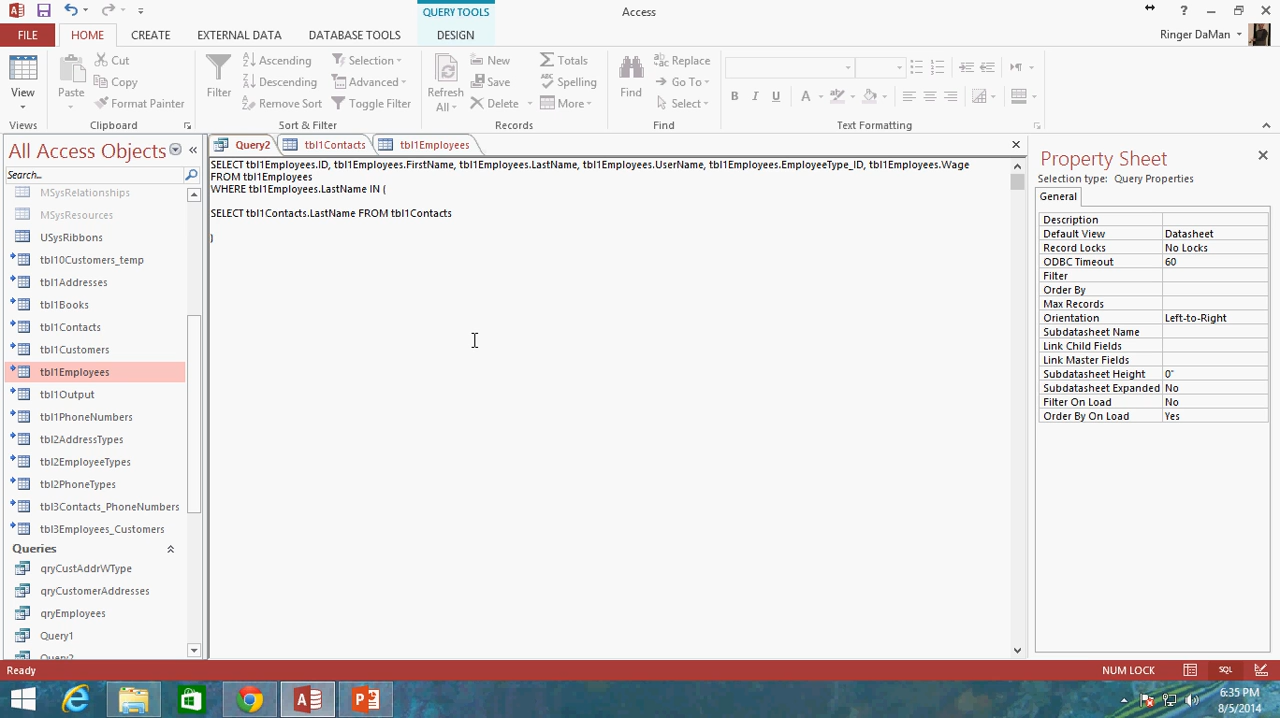 QUERY TOOLS
Access
FILE
HOME
CREATE
EXTERNAL DATA
DATABASE TOOLS
DESIGN
Ringer DaMan
View
Views
Paste
Cut
Copy
Format Painter
Clipboard
Filter
Ascending
Descending
Remove Sort
Selection
Advanced
Toggle Filter
Sort & Filter
Refresh
All
New
Save
Delete
Totals
Spelling
More
Records
Find
Replace
Go To
Select
Find
B I U
A
Text Formatting
All Access Objects
Search...
MSysRelationships
MSysResources
USysRibbons
tbl10Customers_temp
tbl1Addresses
tbl1Books
tbl1Contacts
tbl1Customers
tbl1Employees
tbl1Output
tbl1PhoneNumbers
tbl2AddressTypes
tbl2EmployeeTypes
tbl2PhoneTypes
tbl3Contacts_PhoneNumbers
tbl3Employees_Customers
Queries
qryCustAddrWType
qryCustomerAddresses
qryEmployees
Query1
Query2
Query2
tbl1Contacts
tbl1Employees
SELECT tbl1Employees.ID, tbl1Employees.FirstName, tbl1Employees.LastName, tbl1Employees.UserName, tbl1Employees.EmployeeType_ID, tbl1Employees.Wage
FROM tbl1Employees
WHERE tbl1Employees.LastName IN (
SELECT tbl1Contacts.LastName FROM tbl1Contacts
)
Property Sheet
Selection type: Query Properties
General
Description
Default View Datasheet
Record Locks No Locks
ODBC Timeout 60
Filter
Order By
Max Records
Orientation Left-to-Right
Subdatasheet Name
Link Child Fields
Link Master Fields
Subdatasheet Height 0"
Subdatasheet Expanded No
Filter On Load No
Order By On Load Yes
Ready
NUM LOCK
SQL
6:35 PM
8/5/2014